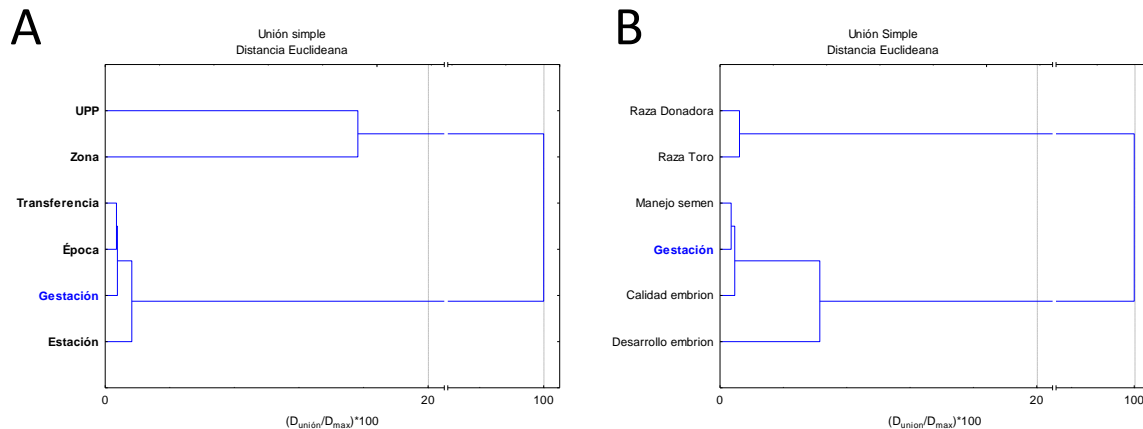 A
Unión simple
Distancia Euclideana
UPP
Zona
Transferencia
Época
Gestación
Estación
0
20
100
(Dunión/Dmax)*100
B
Unión Simple
Distancia Euclideana
Raza Donadora
Raza Toro
Manejo semen
Gestación
Calidad embrion
Desarrollo embrion
0
20
100
(Dunion/Dmax)*100